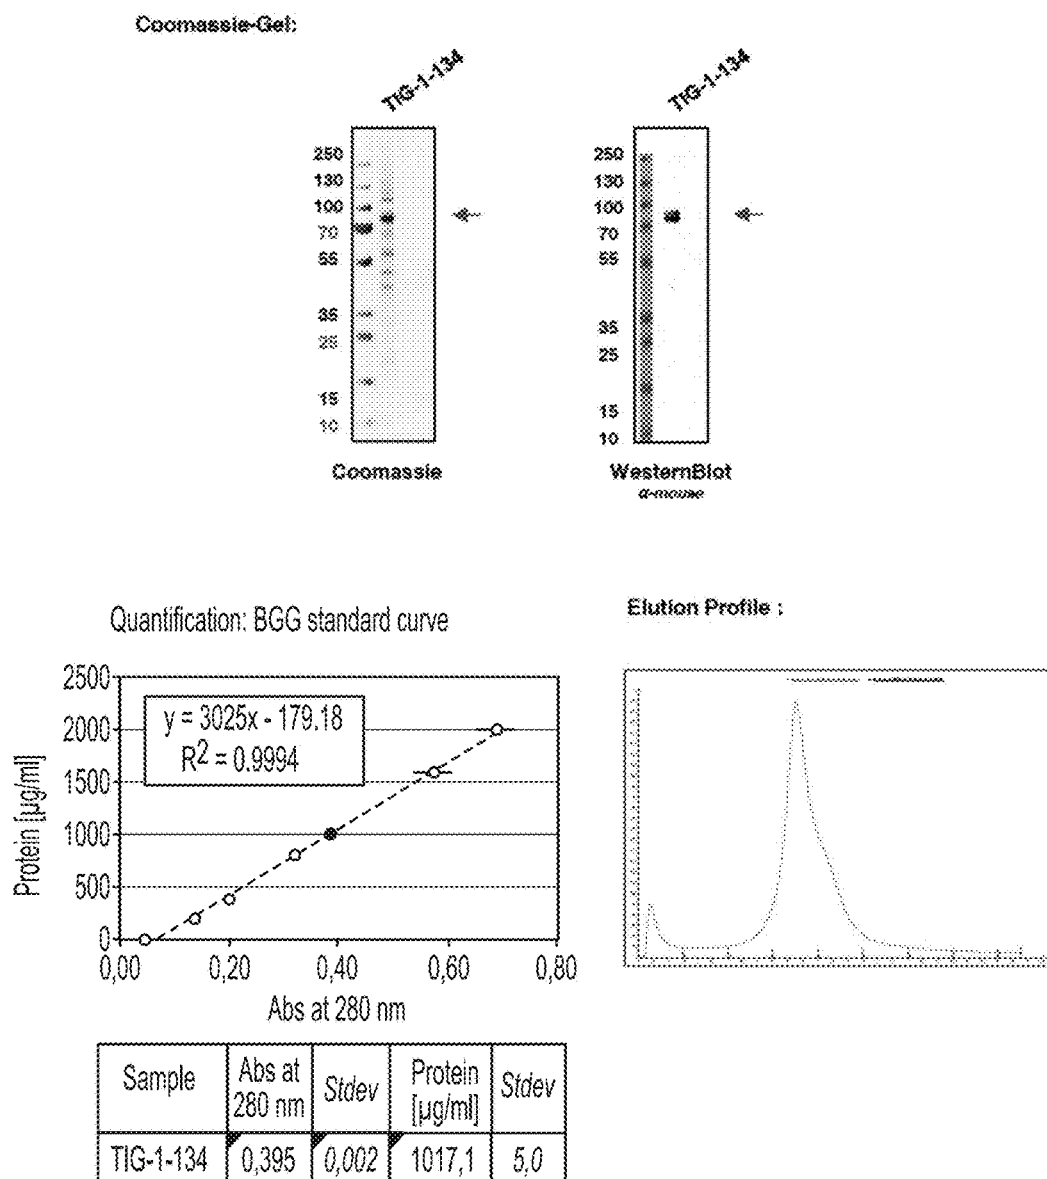 Coomassie-Gel:
TIG-1-134
TIG-1-134
250
130
100
70
55
35
25
15
10
250
130
100
70
55
35
25
15
10
Coomassie
WesternBlot
α-mouse
Quantification: BGG standard curve
Elution Profile :
y = 3025x - 179.18
R2 = 0.9994
Protein [µg/ml]
2500
2000
1500
1000
500
0
0,00 0,20 0,40 0,60 0,80
Abs at 280 nm
Sample Abs at 280 nm Stdev Protein [µg/ml] Stdev
TIG-1-134 0,395 0,002 1017,1 5,0